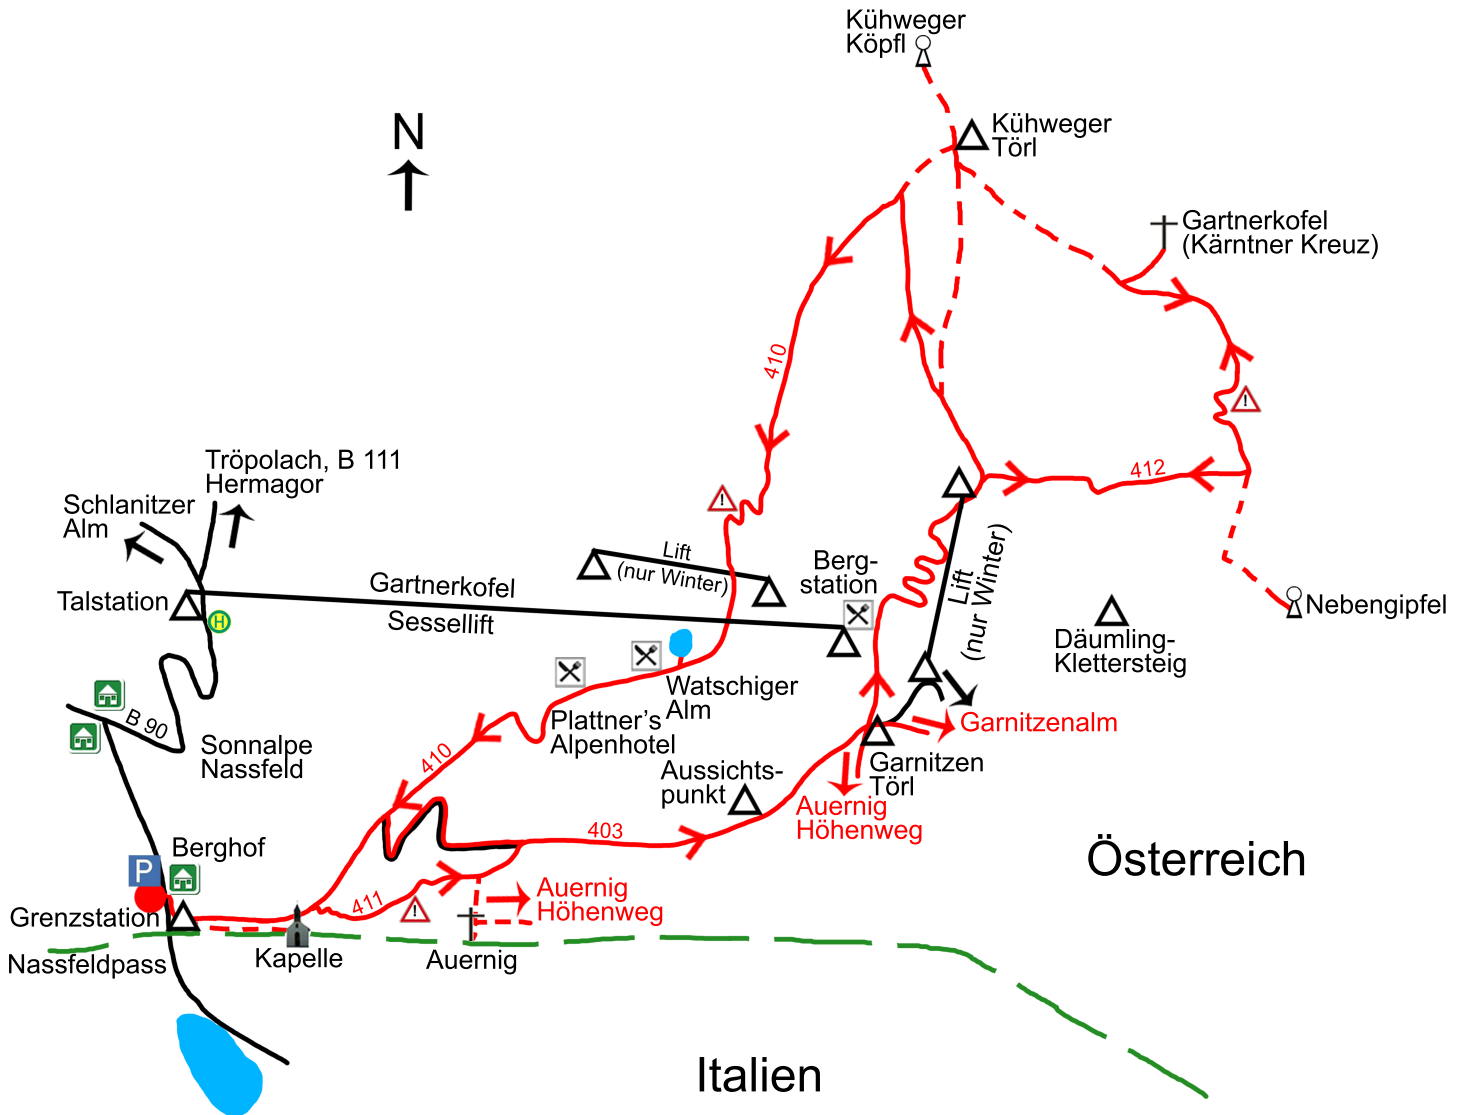 Kühweger
Köpfl
N
Kühweger
Törl
Gartnerkofel
(Kärntner Kreuz)
410
Tröpolach, B 111
Hermagor
Schlanitzer
Alm
412
!
!
Lift
(nur Winter)
Berg-
station
Lift
(nur Winter)
Gartnerkofel
Sessellift
Talstation
H
Nebengipfel
Däumling-
Klettersteig
Watschiger
Alm
B 90
Plattner's
Alpenhotel
Garnitzenalm
Sonnalpe
Nassfeld
410
Aussichts-
punkt
Garnitzen
Törl
Auernig
Höhenweg
403
Berghof
P
Österreich
411
!
Auernig
Höhenweg
Grenzstation
Kapelle
Auernig
Nassfeldpass
Italien